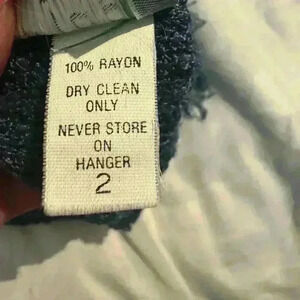 100% RAYON
DRY CLEAN
ONLY
NEVER STORE
ON
HANGER
2